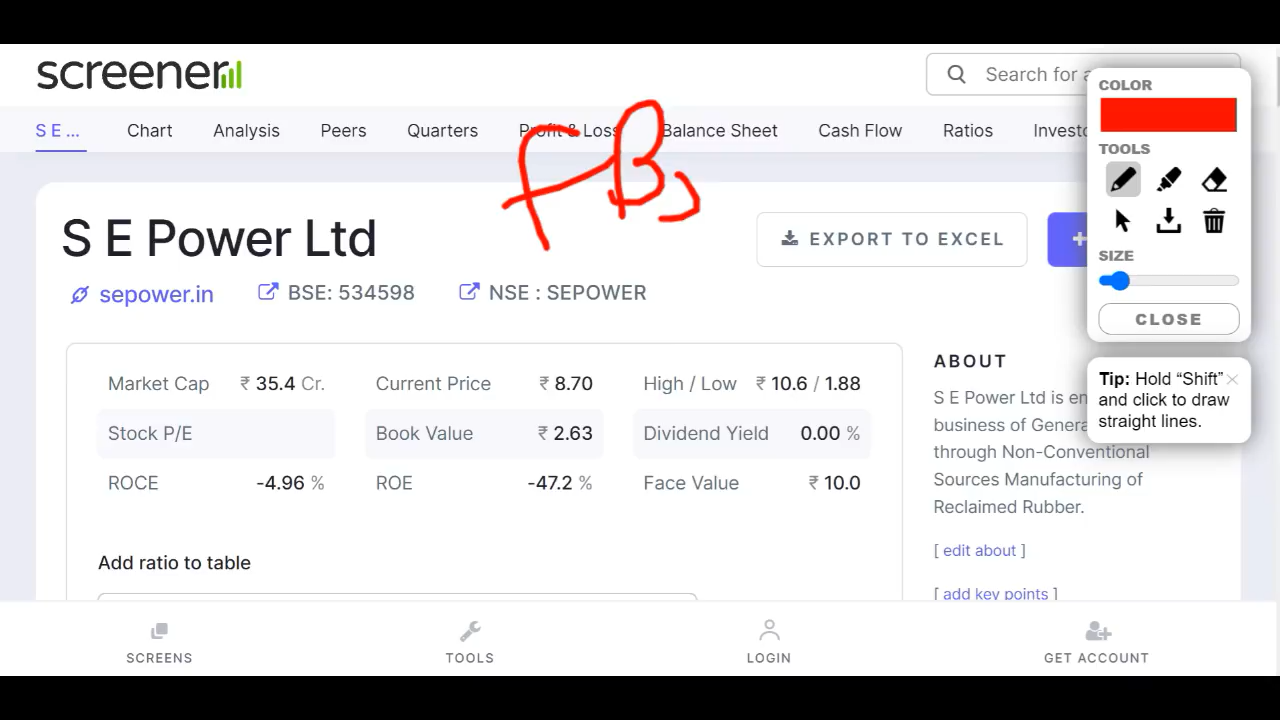 screener
Search for a
COLOR
S E ...
Chart
Analysis
Peers
Quarters
Profit & Loss
Balance Sheet
Cash Flow
Ratios
Investo
TOOLS
FB
S E Power Ltd
EXPORT TO EXCEL
+
SIZE
sepower.in
BSE: 534598
NSE : SEPOWER
CLOSE
Market Cap ₹ 35.4 Cr.
Current Price ₹ 8.70
High / Low ₹ 10.6 / 1.88
Stock P/E
Book Value ₹ 2.63
Dividend Yield 0.00 %
ROCE -4.96 %
ROE -47.2 %
Face Value ₹ 10.0
Add ratio to table
ABOUT
S E Power Ltd is en
business of Genera
through Non-Conventional
Sources Manufacturing of
Reclaimed Rubber.
[ edit about ]
[ add key points ]
Tip: Hold “Shift”
and click to draw
straight lines.
SCREENS
TOOLS
LOGIN
GET ACCOUNT